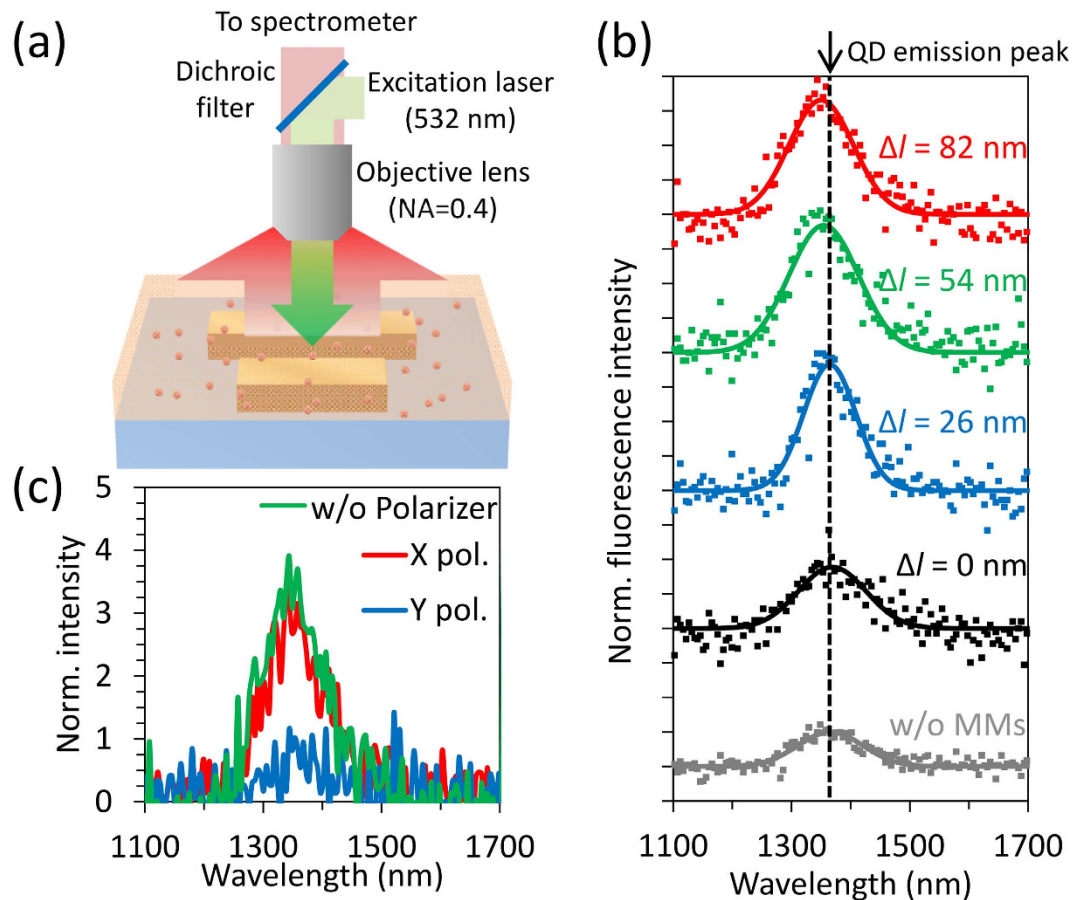 (a)
To spectrometer
Dichroic
filter
Excitation laser
(532 nm)
Objective lens
(NA=0.4)
(b)
QD emission peak
Δl = 82 nm
Δl = 54 nm
Δl = 26 nm
Δl = 0 nm
w/o MMs
Norm. fluorescence intensity
1100
1300
1500
1700
Wavelength (nm)
(c)
5
4
3
2
1
0
Norm. intensity
w/o Polarizer
X pol.
Y pol.
1100
1300
1500
1700
Wavelength (nm)